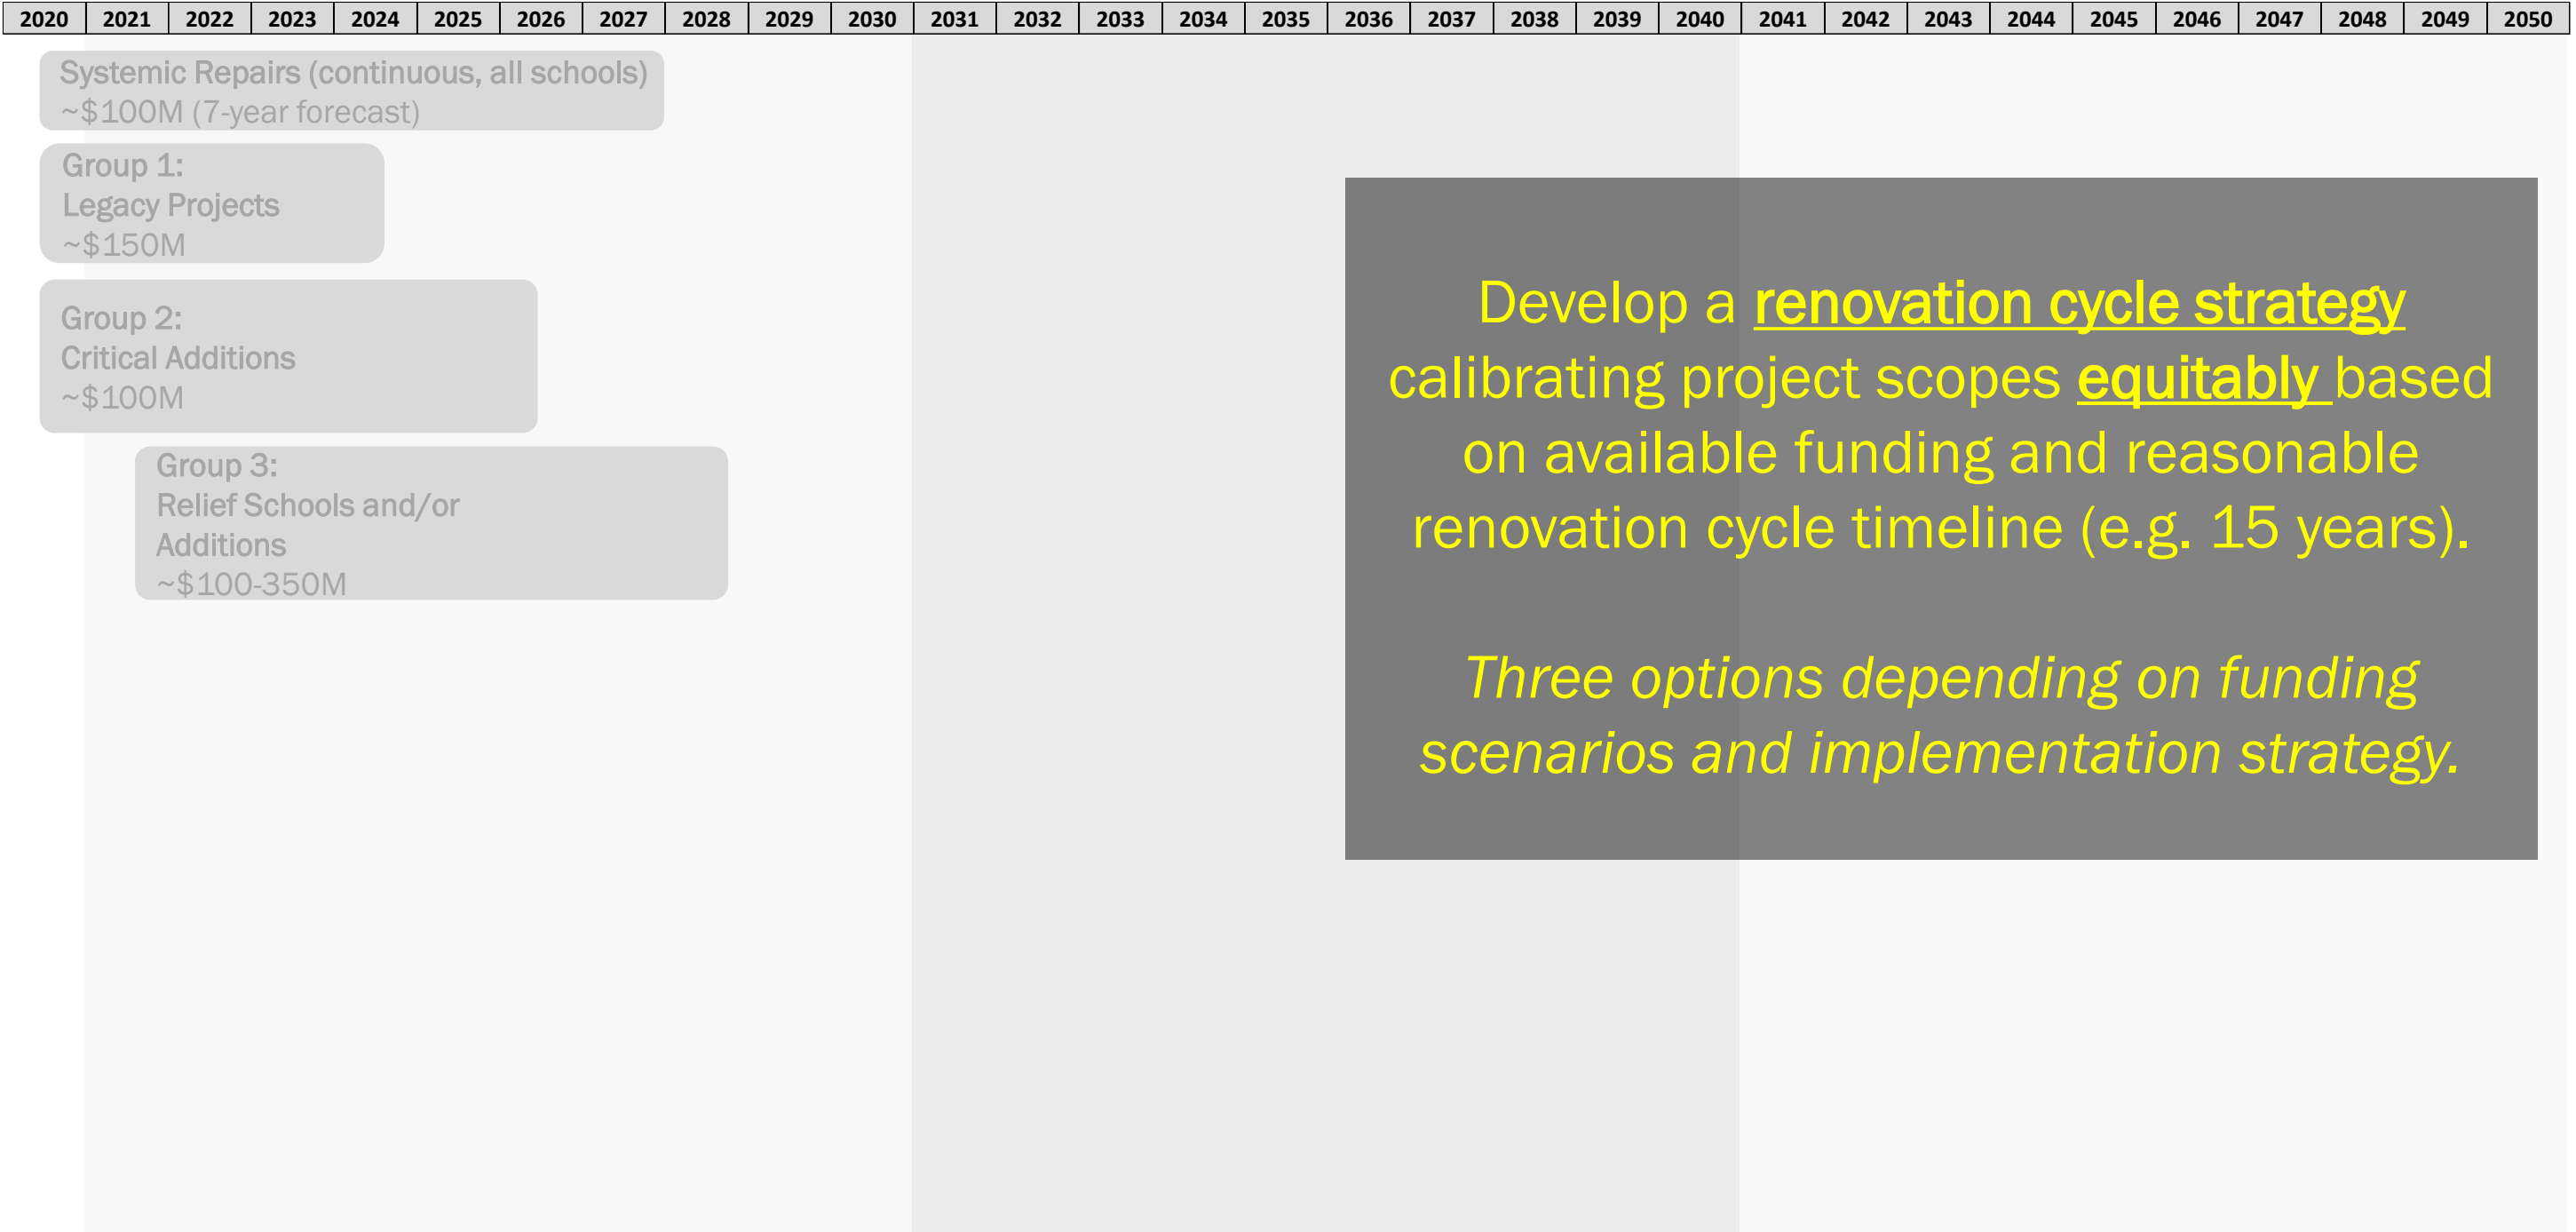 2020 2021 2022 2023 2024 2025 2026 2027 2028 2029 2030 2031 2032 2033 2034 2035 2036 2037 2038 2039 2040 2041 2042 2043 2044 2045 2046 2047 2048 2049 2050
Systemic Repairs (continuous, all schools)
~$100M (7-year forecast)
Group 1:
Legacy Projects
~$150M
Group 2:
Critical Additions
~$100M
Group 3:
Relief Schools and/or
Additions
~$100-350M
Develop a renovation cycle strategy
calibrating project scopes equitably based
on available funding and reasonable
renovation cycle timeline (e.g. 15 years).
Three options depending on funding
scenarios and implementation strategy.